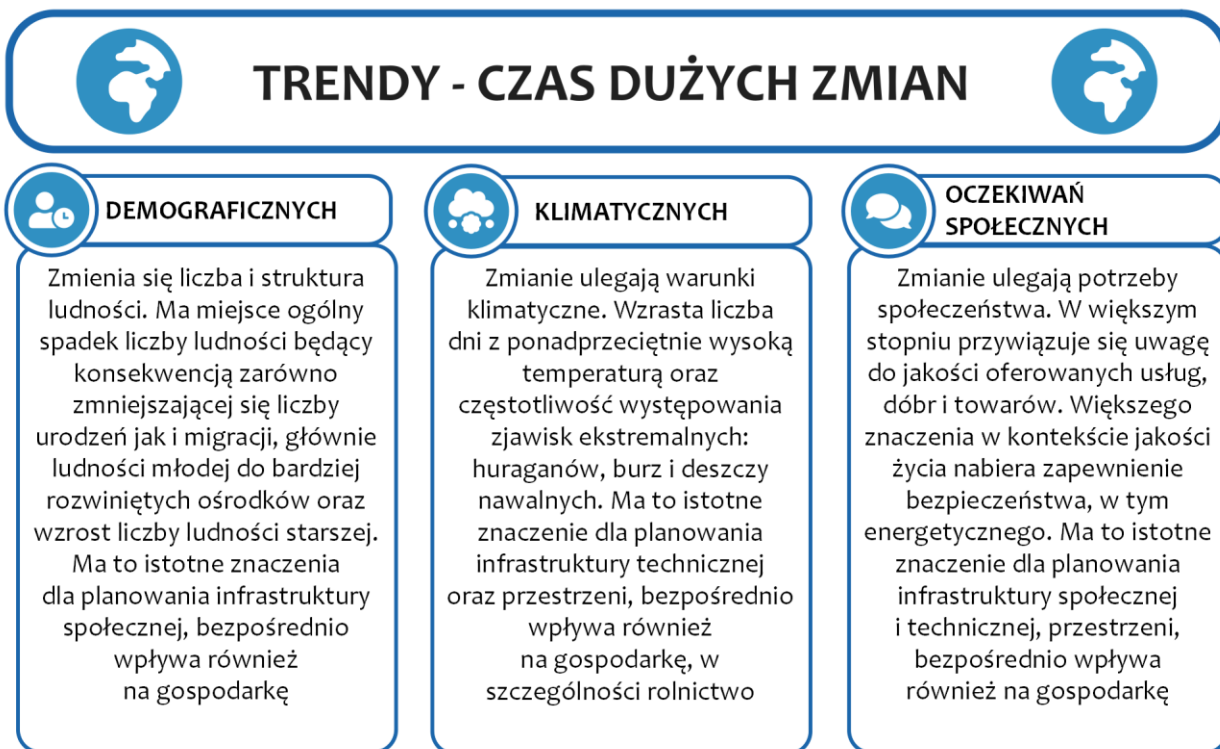 TRENDY - CZAS DUŻYCH ZMIAN
DEMOGRAFICZNYCH
Zmienia się liczba i struktura
ludności. Ma miejsce ogólny
spadek liczby ludności będący
konsekwencją zarówno
zmniejszającej się liczby
urodzeń jak i migracji, głównie
ludności młodej do bardziej
rozwiniętych ośrodków oraz
wzrost liczby ludności starszej.
Ma to istotne znaczenia
dla planowania infrastruktury
społecznej, bezpośrednio
wpływa również
na gospodarkę
KLIMATYCZNYCH
Zmianie ulegają warunki
klimatyczne. Wzrasta liczba
dni z ponadprzeciętnie wysoką
temperaturą oraz
częstotliwość występowania
zjawisk ekstremalnych:
huraganów, burz i deszczy
nawalnych. Ma to istotne
znaczenie dla planowania
infrastruktury technicznej
oraz przestrzeni, bezpośrednio
wpływa również
na gospodarkę, w
szczególności rolnictwo
OCZEKIWAŃ
SPOŁECZNYCH
Zmianie ulegają potrzeby
społeczeństwa. W większym
stopniu przywiązuje się uwagę
do jakości oferowanych usług,
dóbr i towarów. Większego
znaczenia w kontekście jakości
życia nabiera zapewnienie
bezpieczeństwa, w tym
energetycznego. Ma to istotne
znaczenie dla planowania
infrastruktury społecznej
i technicznej, przestrzeni,
bezpośrednio wpływa
również na gospodarkę